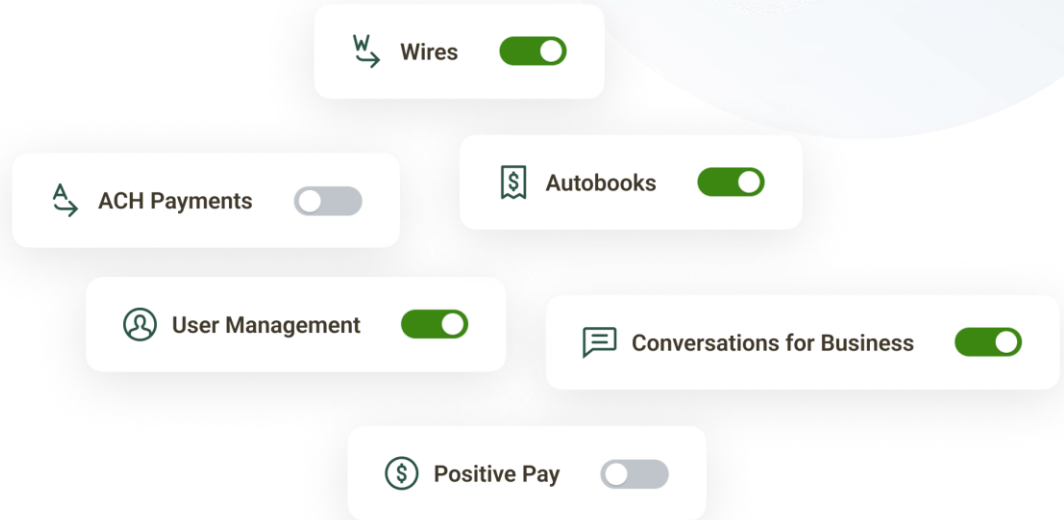 Wires
ACH Payments
Autobooks
User Management
Conversations for Business
Positive Pay